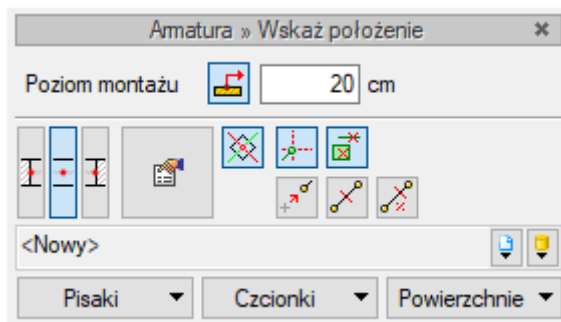 Armatura » Wskaż położenie
Poziom montażu 20 cm
<Nowy>
Pisaki Czcionki Powierzchnie